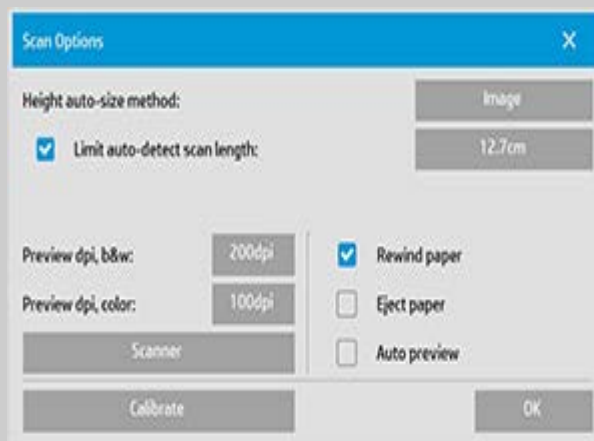 Scan Options
Height auto-size method: Image
Limit auto-detect scan length: 12.7cm
Preview dpi, b&w: 200dpi
Rewind paper
Preview dpi, color: 100dpi
Eject paper
Scanner
Auto preview
Calibrate
OK